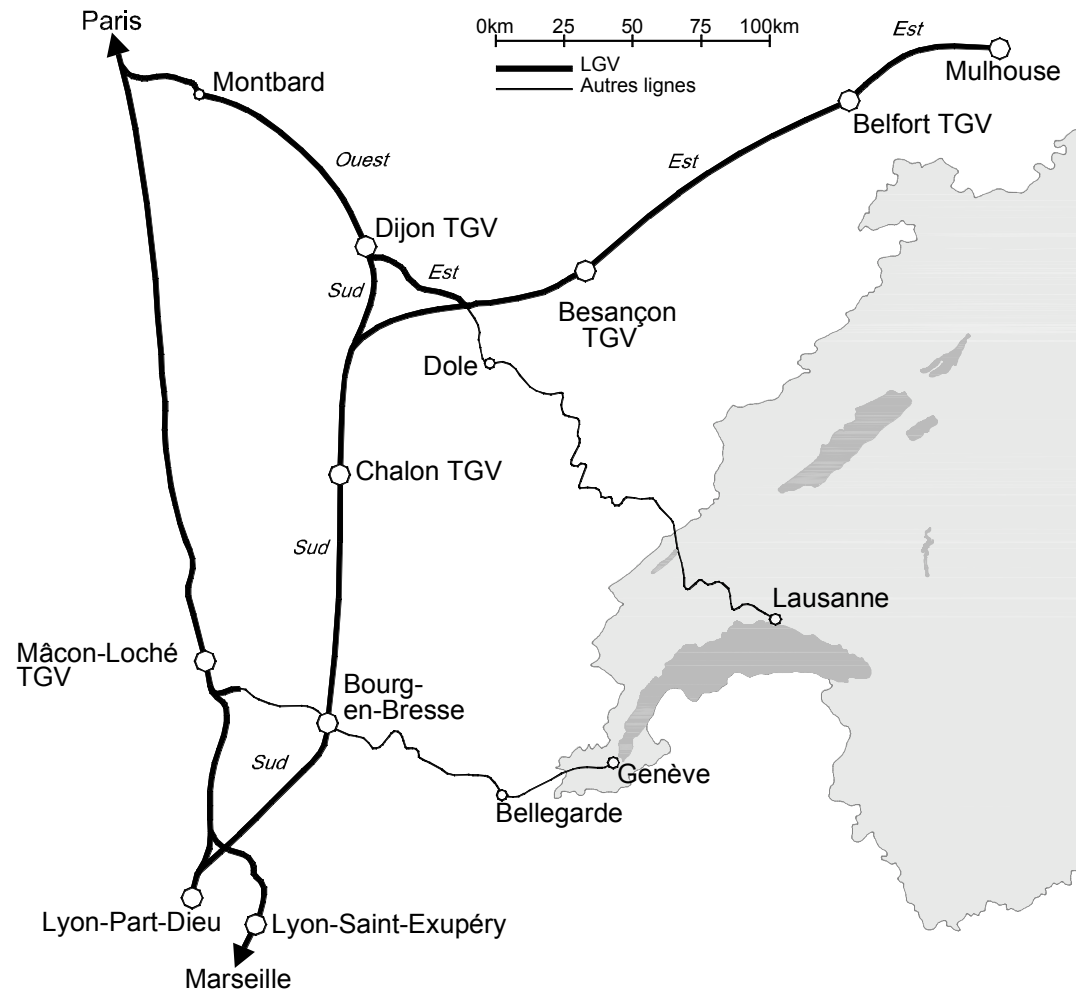 Paris
0km 25 50 75 100km
LGV
Autres lignes
Est
Mulhouse
Montbard
Belfort TGV
Ouest
Est
Dijon TGV
Est
Sud
Besançon
TGV
Dole
Chalon TGV
Sud
Lausanne
Mâcon-Loché
TGV
Bourg-
en-Bresse
Sud
Genève
Bellegarde
Lyon-Part-Dieu
Lyon-Saint-Exupéry
Marseille